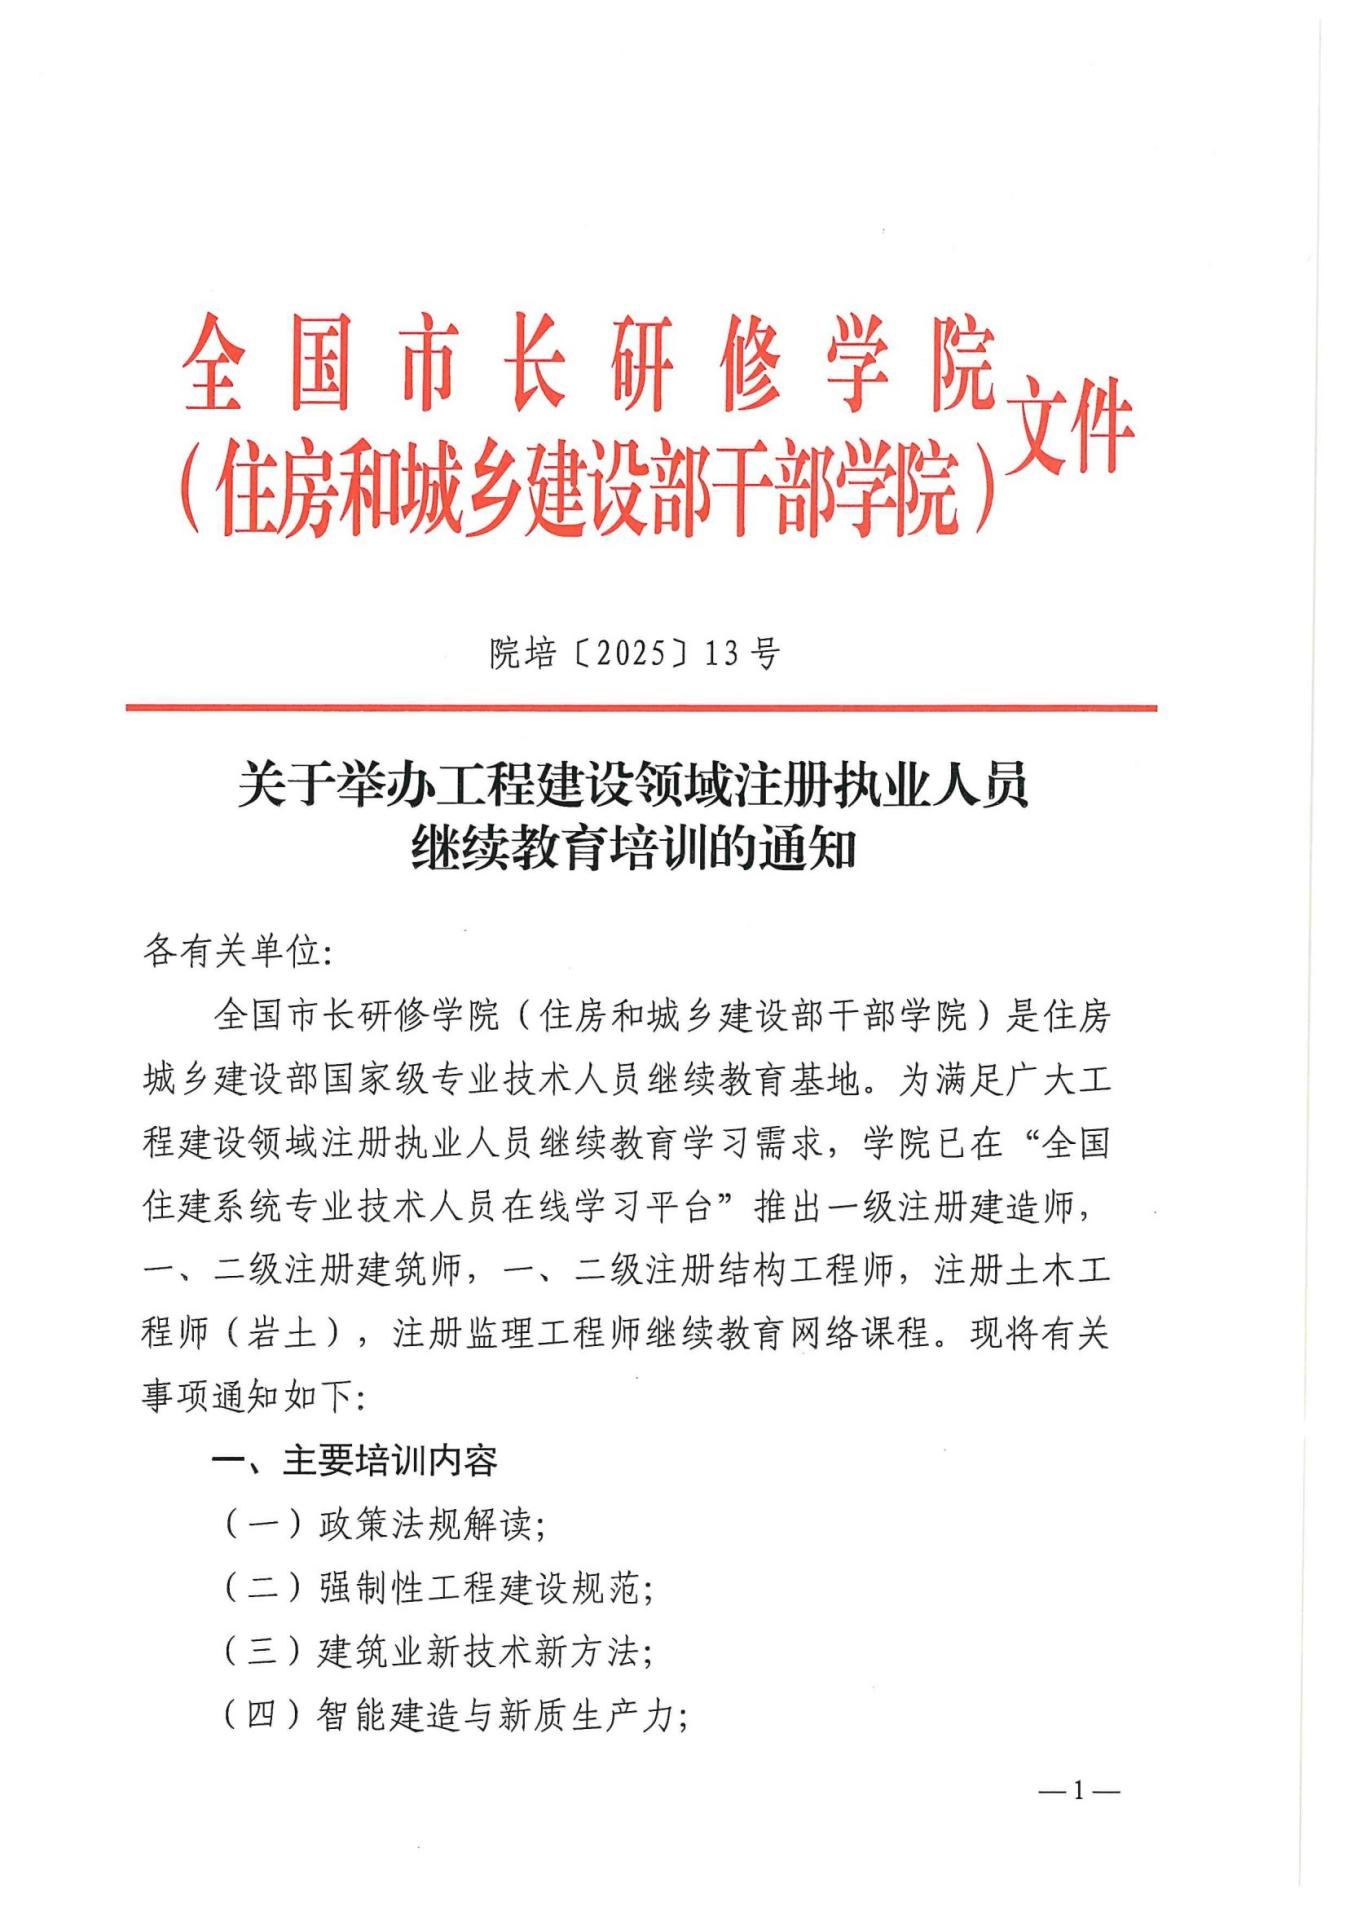 全国市长研修学院
（住房和城乡建设部干部学院）
文件
院培〔2025〕13号
关于举办工程建设领域注册执业人员
继续教育培训的通知
各有关单位：
全国市长研修学院（住房和城乡建设部干部学院）是住房
城乡建设部国家级专业技术人员继续教育基地。为满足广大工
程建设领域注册执业人员继续教育学习需求，学院已在“全国
住建系统专业技术人员在线学习平台”推出一级注册建造师，
一、二级注册建筑师，一、二级注册结构工程师，注册土木工
程师（岩土），注册监理工程师继续教育网络课程。现将有关
事项通知如下：
一、主要培训内容
（一）政策法规解读；
（二）强制性工程建设规范；
（三）建筑业新技术新方法；
（四）智能建造与新质生产力；
—1—